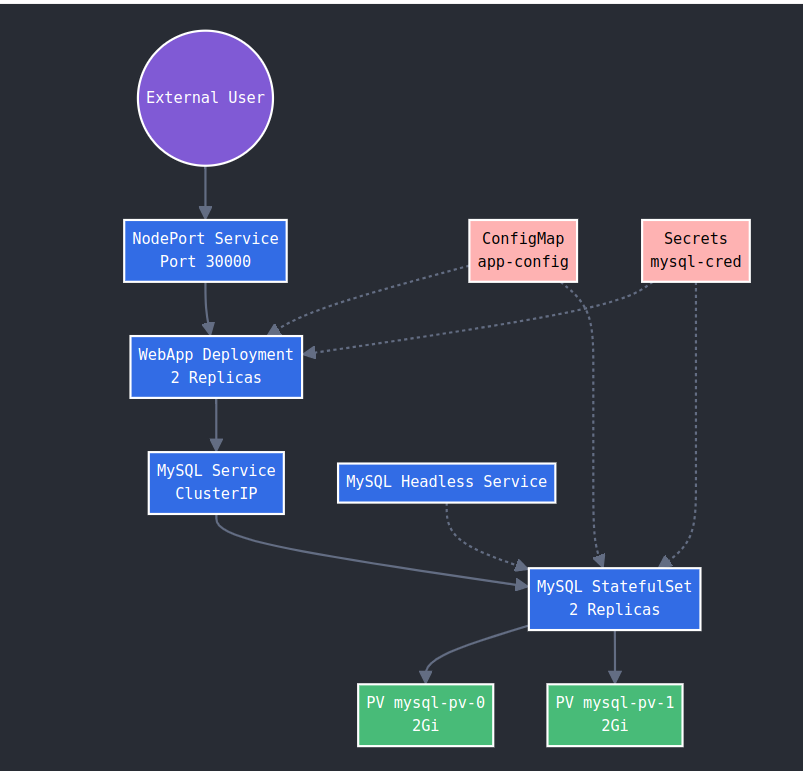 External User
NodePort Service
Port 30000
ConfigMap
app-config
Secrets
mysql-cred
WebApp Deployment
2 Replicas
MySQL Service
ClusterIP
MySQL Headless Service
MySQL StatefulSet
2 Replicas
PV mysql-pv-0
2Gi
PV mysql-pv-1
2Gi